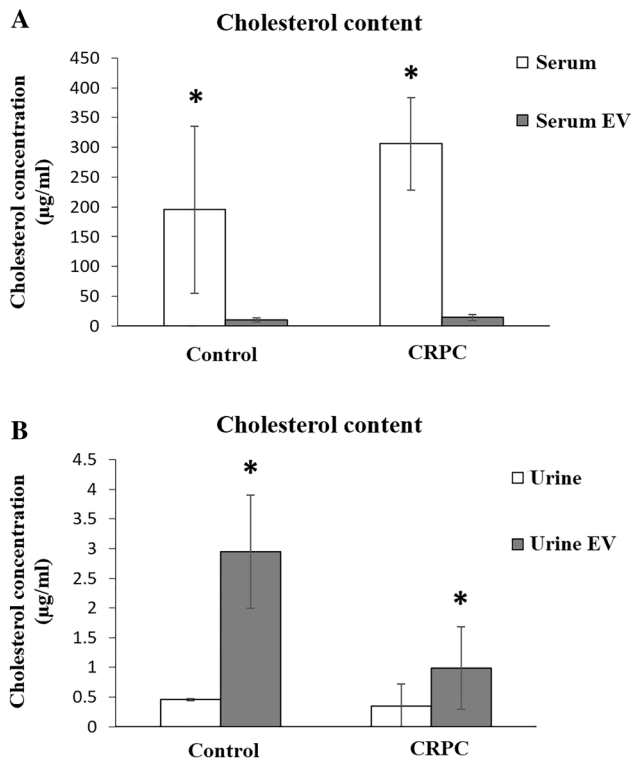 A
Cholesterol content
Cholesterol concentration
(µg/ml)
450
400
350
300
250
200
150
100
50
0
*
*
Serum
Serum EV
Control
CRPC
B
Cholesterol content
Cholesterol concentration
(µg/ml)
4.5
4
3.5
3
2.5
2
1.5
1
0.5
0
*
*
Urine
Urine EV
Control
CRPC